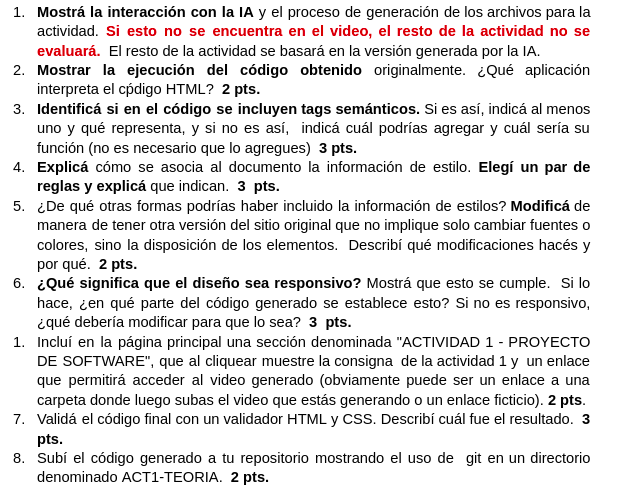 1. Mostrá la interacción con la IA y el proceso de generación de los archivos para la
actividad. Si esto no se encuentra en el video, el resto de la actividad no se
evaluará. El resto de la actividad se basará en la versión generada por la IA.
2. Mostrar la ejecución del código obtenido originalmente. ¿Qué aplicación
interpreta el código HTML? 2 pts.
3. Identificá si en el código se incluyen tags semánticos. Si es así, indicá al menos
uno y qué representa, y si no es así, indicá cuál podrías agregar y cuál sería su
función (no es necesario que lo agregues) 3 pts.
4. Explicá cómo se asocia al documento la información de estilo. Elegí un par de
reglas y explicá que indican. 3 pts.
5. ¿De qué otras formas podrías haber incluido la información de estilos? Modificá de
manera de tener otra versión del sitio original que no implique solo cambiar fuentes o
colores, sino la disposición de los elementos. Describí qué modificaciones hacés y
por qué. 2 pts.
6. ¿Qué significa que el diseño sea responsivo? Mostrá que esto se cumple. Si lo
hace, ¿en qué parte del código generado se establece esto? Si no es responsivo,
¿qué debería modificar para que lo sea? 3 pts.
1. Incluí en la página principal una sección denominada "ACTIVIDAD 1 - PROYECTO
DE SOFTWARE", que al cliquear muestre la consigna de la actividad 1 y un enlace
que permitirá acceder al video generado (obviamente puede ser un enlace a una
carpeta donde luego subas el video que estás generando o un enlace ficticio). 2 pts.
7. Validá el código final con un validador HTML y CSS. Describí cuál fue el resultado. 3
pts.
8. Subí el código generado a tu repositorio mostrando el uso de git en un directorio
denominado ACT1-TEORIA. 2 pts.